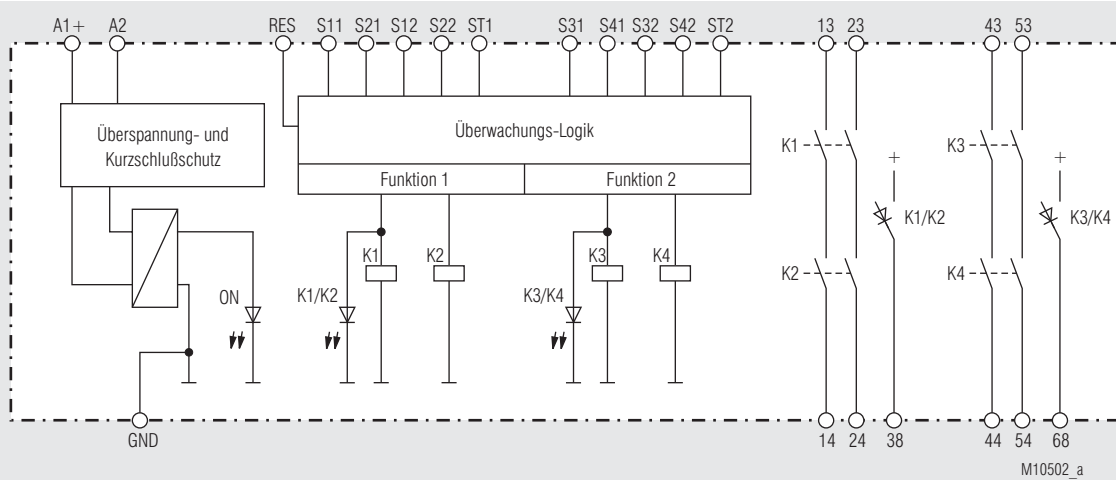 A1+ A2 RES S11 S21 S12 S22 ST1 S31 S41 S32 S42 ST2 13 23 43 53
Überspannung- und
Kurzschlußschutz
Überwachungs-Logik
Funktion 1 Funktion 2
K1 K3
+ +
K1/K2 K3/K4
K1 K2 K3 K4
K2 K4
ON K1/K2 K3/K4
GND 14 24 38 44 54 68
M10502_a